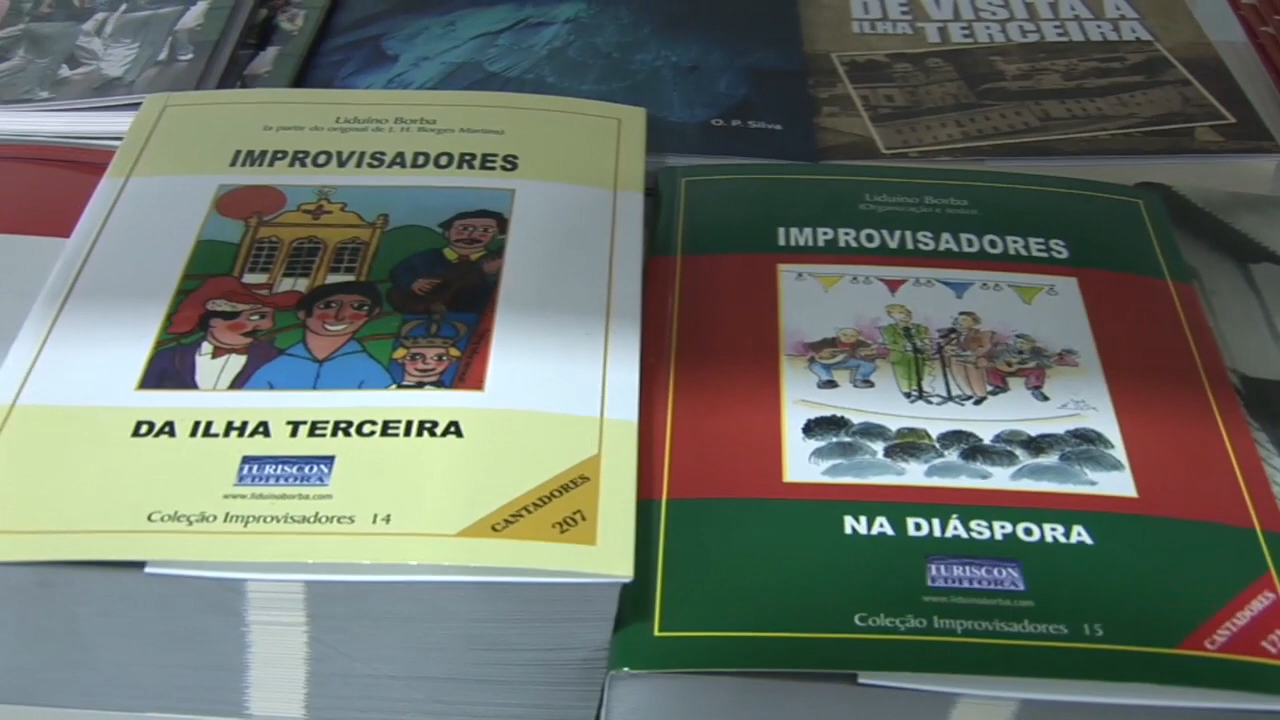 DE VISITA À
ILHA TERCEIRA
O. P. Silva
Liduino Borba
(a partir do original de J. H. Borges Martins)
IMPROVISADORES
DA ILHA TERCEIRA
TURISCON
EDITORA
www.liduinoborba.com
Coleção Improvisadores 14
CANTADORES
207
Liduino Borba
(Organização e texto)
IMPROVISADORES
NA DIÁSPORA
TURISCON
EDITORA
www.liduinoborba.com
Coleção Improvisadores 15
CANTADORES